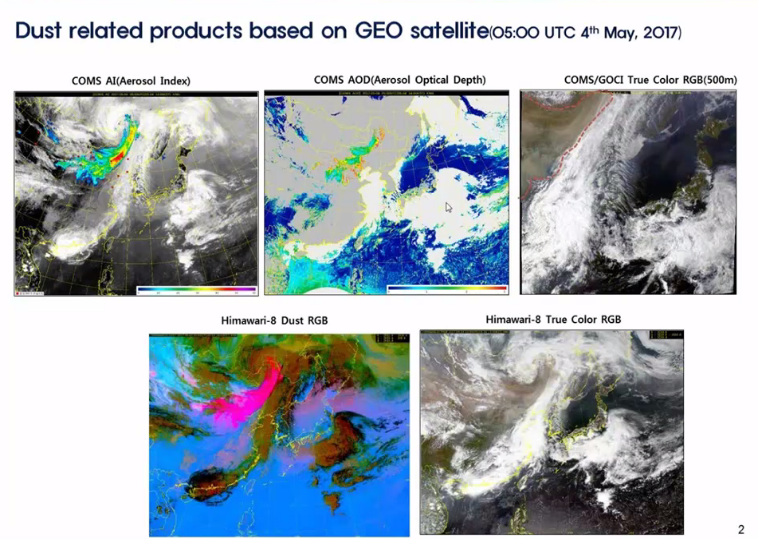 Dust related products based on GEO satellite(05:00 UTC 4th May, 2017)
COMS AI(Aerosol Index)
COMS AOD(Aerosol Optical Depth)
COMS/GOCI True Color RGB(500m)
Himawari-8 Dust RGB
Himawari-8 True Color RGB
2